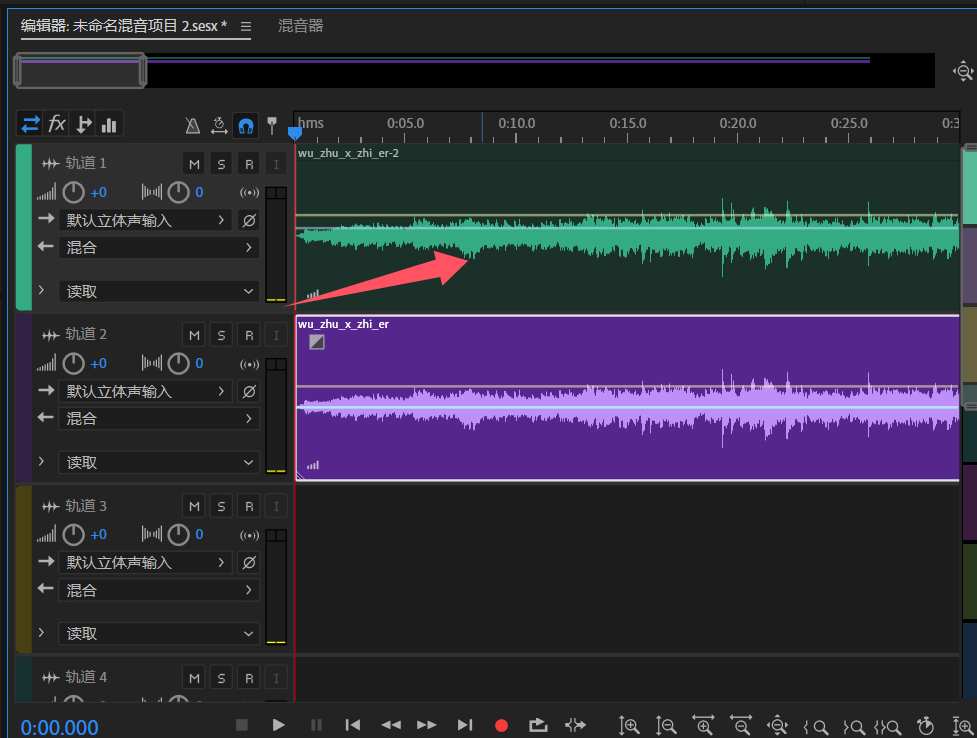 编辑器: 未命名混音项目 2.sesx * 混音器
fx
hms 0:05.0 0:10.0 0:15.0 0:20.0 0:25.0 0:3
轨道 1 M S R I
wu_zhu_x_zhi_er-2
+0 0
默认立体声输入
混合
读取
轨道 2 M S R I
wu_zhu_x_zhi_er
+0 0
默认立体声输入
混合
读取
轨道 3 M S R I
+0 0
默认立体声输入
混合
读取
轨道 4 M S R I
0:00.000